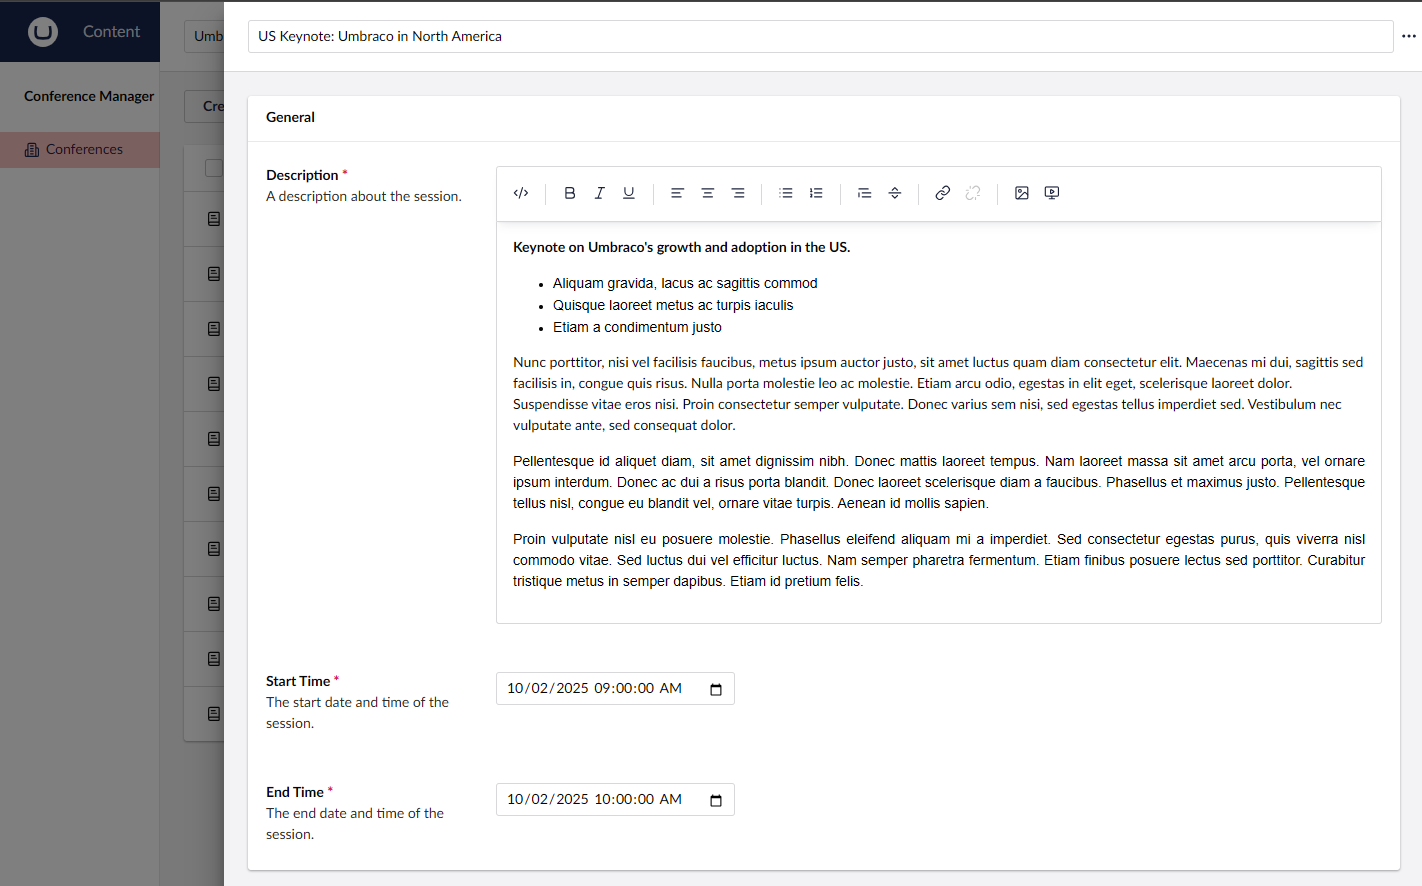 Content
Umb
US Keynote: Umbraco in North America
Conference Manager
Cre
Conferences
General
Description *
A description about the session.
Keynote on Umbraco's growth and adoption in the US.
• Aliquam gravida, lacus ac sagittis commod
• Quisque laoreet metus ac turpis iaculis
• Etiam a condimentum justo
Nunc porttitor, nisi vel facilisis faucibus, metus ipsum auctor justo, sit amet luctus quam diam consectetur elit. Maecenas mi dui, sagittis sed
facilisis in, congue quis risus. Nulla porta molestie leo ac molestie. Etiam arcu odio, egestas in elit eget, scelerisque laoreet dolor.
Suspendisse vitae eros nisi. Proin consectetur semper vulputate. Donec varius sem nisi, sed egestas tellus imperdiet sed. Vestibulum nec
vulputate ante, sed consequat dolor.
Pellentesque id aliquet diam, sit amet dignissim nibh. Donec mattis laoreet tempus. Nam laoreet massa sit amet arcu porta, vel ornare
ipsum interdum. Donec ac dui a risus porta blandit. Donec laoreet scelerisque diam a faucibus. Phasellus et maximus justo. Pellentesque
tellus nisl, congue eu blandit vel, ornare vitae turpis. Aenean id mollis sapien.
Proin vulputate nisl eu posuere molestie. Phasellus eleifend aliquam mi a imperdiet. Sed consectetur egestas purus, quis viverra nisl
commodo vitae. Sed luctus dui vel efficitur luctus. Nam semper pharetra fermentum. Etiam finibus posuere lectus sed porttitor. Curabitur
tristique metus in semper dapibus. Etiam id pretium felis.
Start Time *
The start date and time of the
session.
10/02/2025 09:00:00 AM
End Time *
The end date and time of the
session.
10/02/2025 10:00:00 AM